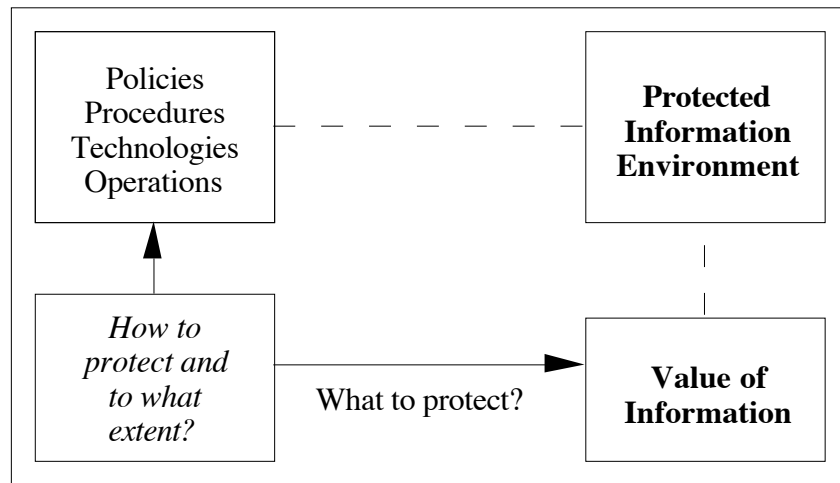 Policies
Procedures
Technologies
Operations
Protected
Information
Environment
How to
protect and
to what
extent?
What to protect?
Value of
Information